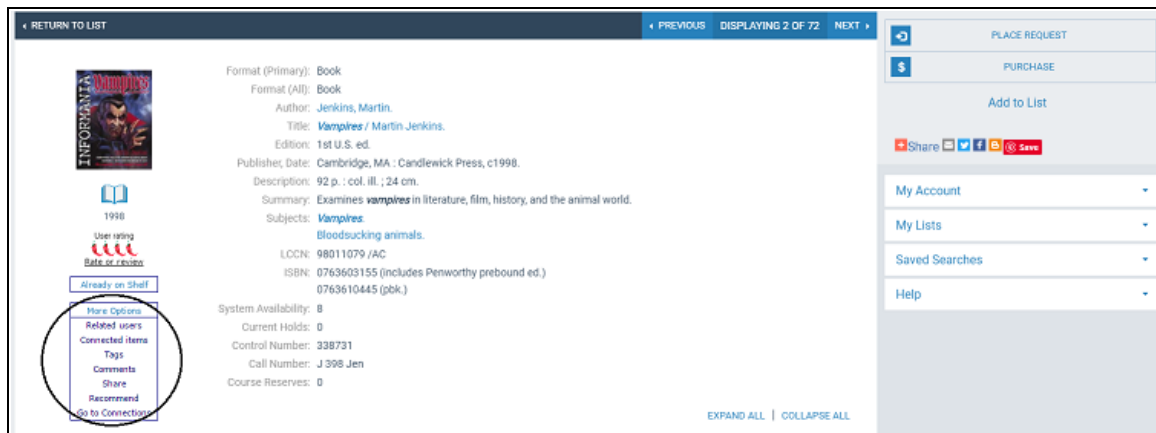 RETURN TO LIST
PREVIOUS DISPLAYING 2 OF 72 NEXT
INFORMANIA
Vampires
1998
User rating
Rate or review
Already on Shelf
More Options
Related users
Connected items
Tags
Comments
Share
Recommend
Go to Connections
Format (Primary): Book
Format (All): Book
Author: Jenkins, Martin.
Title: Vampires / Martin Jenkins.
Edition: 1st U.S. ed.
Publisher, Date: Cambridge, MA : Candlewick Press, c1998.
Description: 92 p. : col. ill. ; 24 cm.
Summary: Examines vampires in literature, film, history, and the animal world.
Subjects: Vampires.
Bloodsucking animals.
LCCN: 98011079 /AC
ISBN: 0763603155 (includes Penworthy prebound ed.)
0763610445 (pbk.)
System Availability: 8
Current Holds: 0
Control Number: 338731
Call Number: J 398 Jen
Course Reserves: 0
EXPAND ALL | COLLAPSE ALL
PLACE REQUEST
$ PURCHASE
Add to List
Share Save
My Account
My Lists
Saved Searches
Help